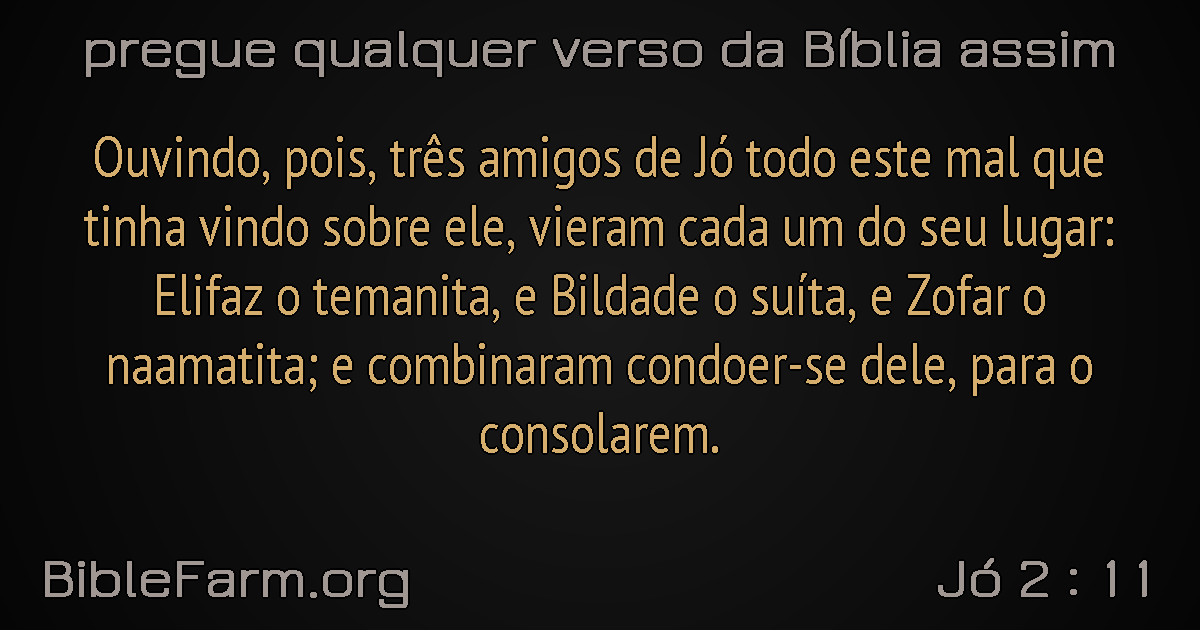 pregue qualquer verso da Bíblia assim
Ouvindo, pois, três amigos de Jó todo este mal que
tinha vindo sobre ele, vieram cada um do seu lugar:
Elifaz o temanita, e Bildade o suíta, e Zofar o
naamatita; e combinaram condoer-se dele, para o
consolarem.
BibleFarm.org
Jó 2 : 11